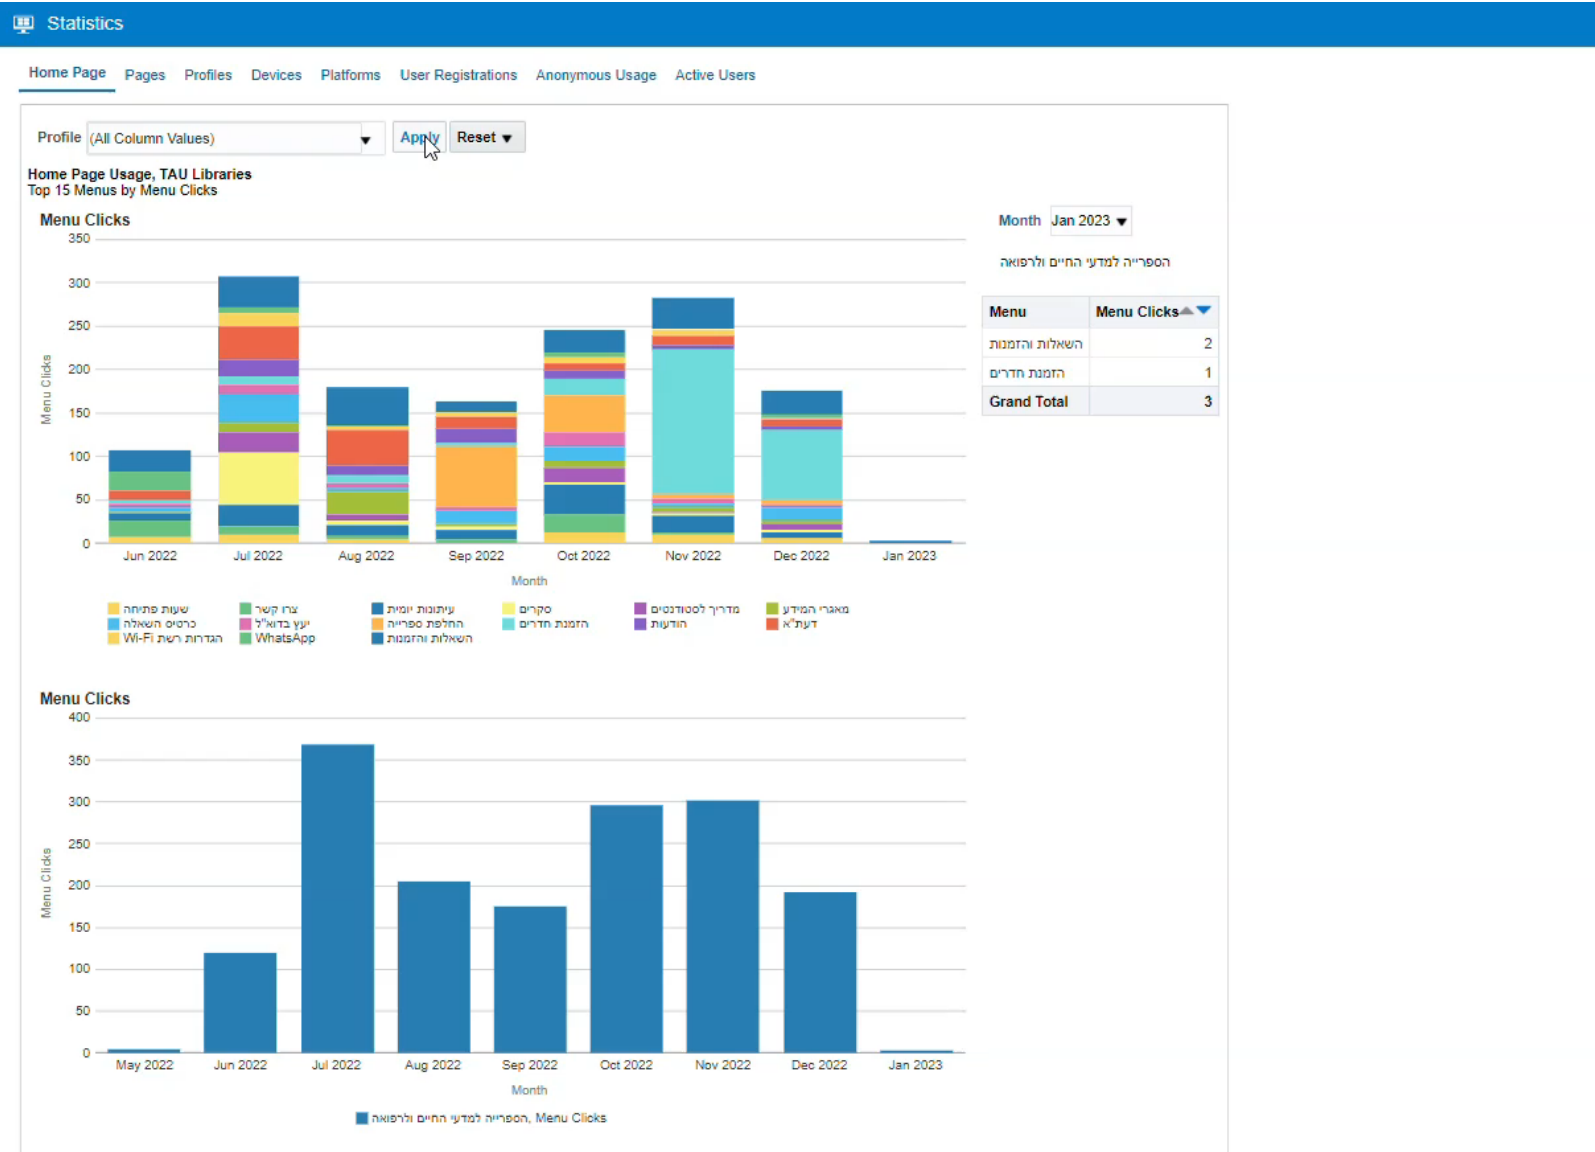 Statistics
Home Page Pages Profiles Devices Platforms User Registrations Anonymous Usage Active Users
Profile (All Column Values) Apply Reset
Home Page Usage, TAU Libraries
Top 15 Menus by Menu Clicks
Menu Clicks
350
300
250
200
150
100
50
0
Menu Clicks
Jun 2022 Jul 2022 Aug 2022 Sep 2022 Oct 2022 Nov 2022 Dec 2022 Jan 2023
Month
שעות פתיחה צרו קשר עיתונות יומית סקרים מדריך לסטודנטים מאגרי המידע
כרטיס השאלה יעץ בדוא"ל החלפת ספרייה הזמנת חדרים הודעות דעת"א
הגדרות רשת Wi-Fi WhatsApp השאלות והזמנות
Month Jan 2023
הספרייה למדעי החיים ולרפואה
Menu Menu Clicks
השאלות והזמנות 2
הזמנת חדרים 1
Grand Total 3
Menu Clicks
400
350
300
250
200
150
100
50
0
Menu Clicks
May 2022 Jun 2022 Jul 2022 Aug 2022 Sep 2022 Oct 2022 Nov 2022 Dec 2022 Jan 2023
Month
הספרייה למדעי החיים ולרפואה, Menu Clicks